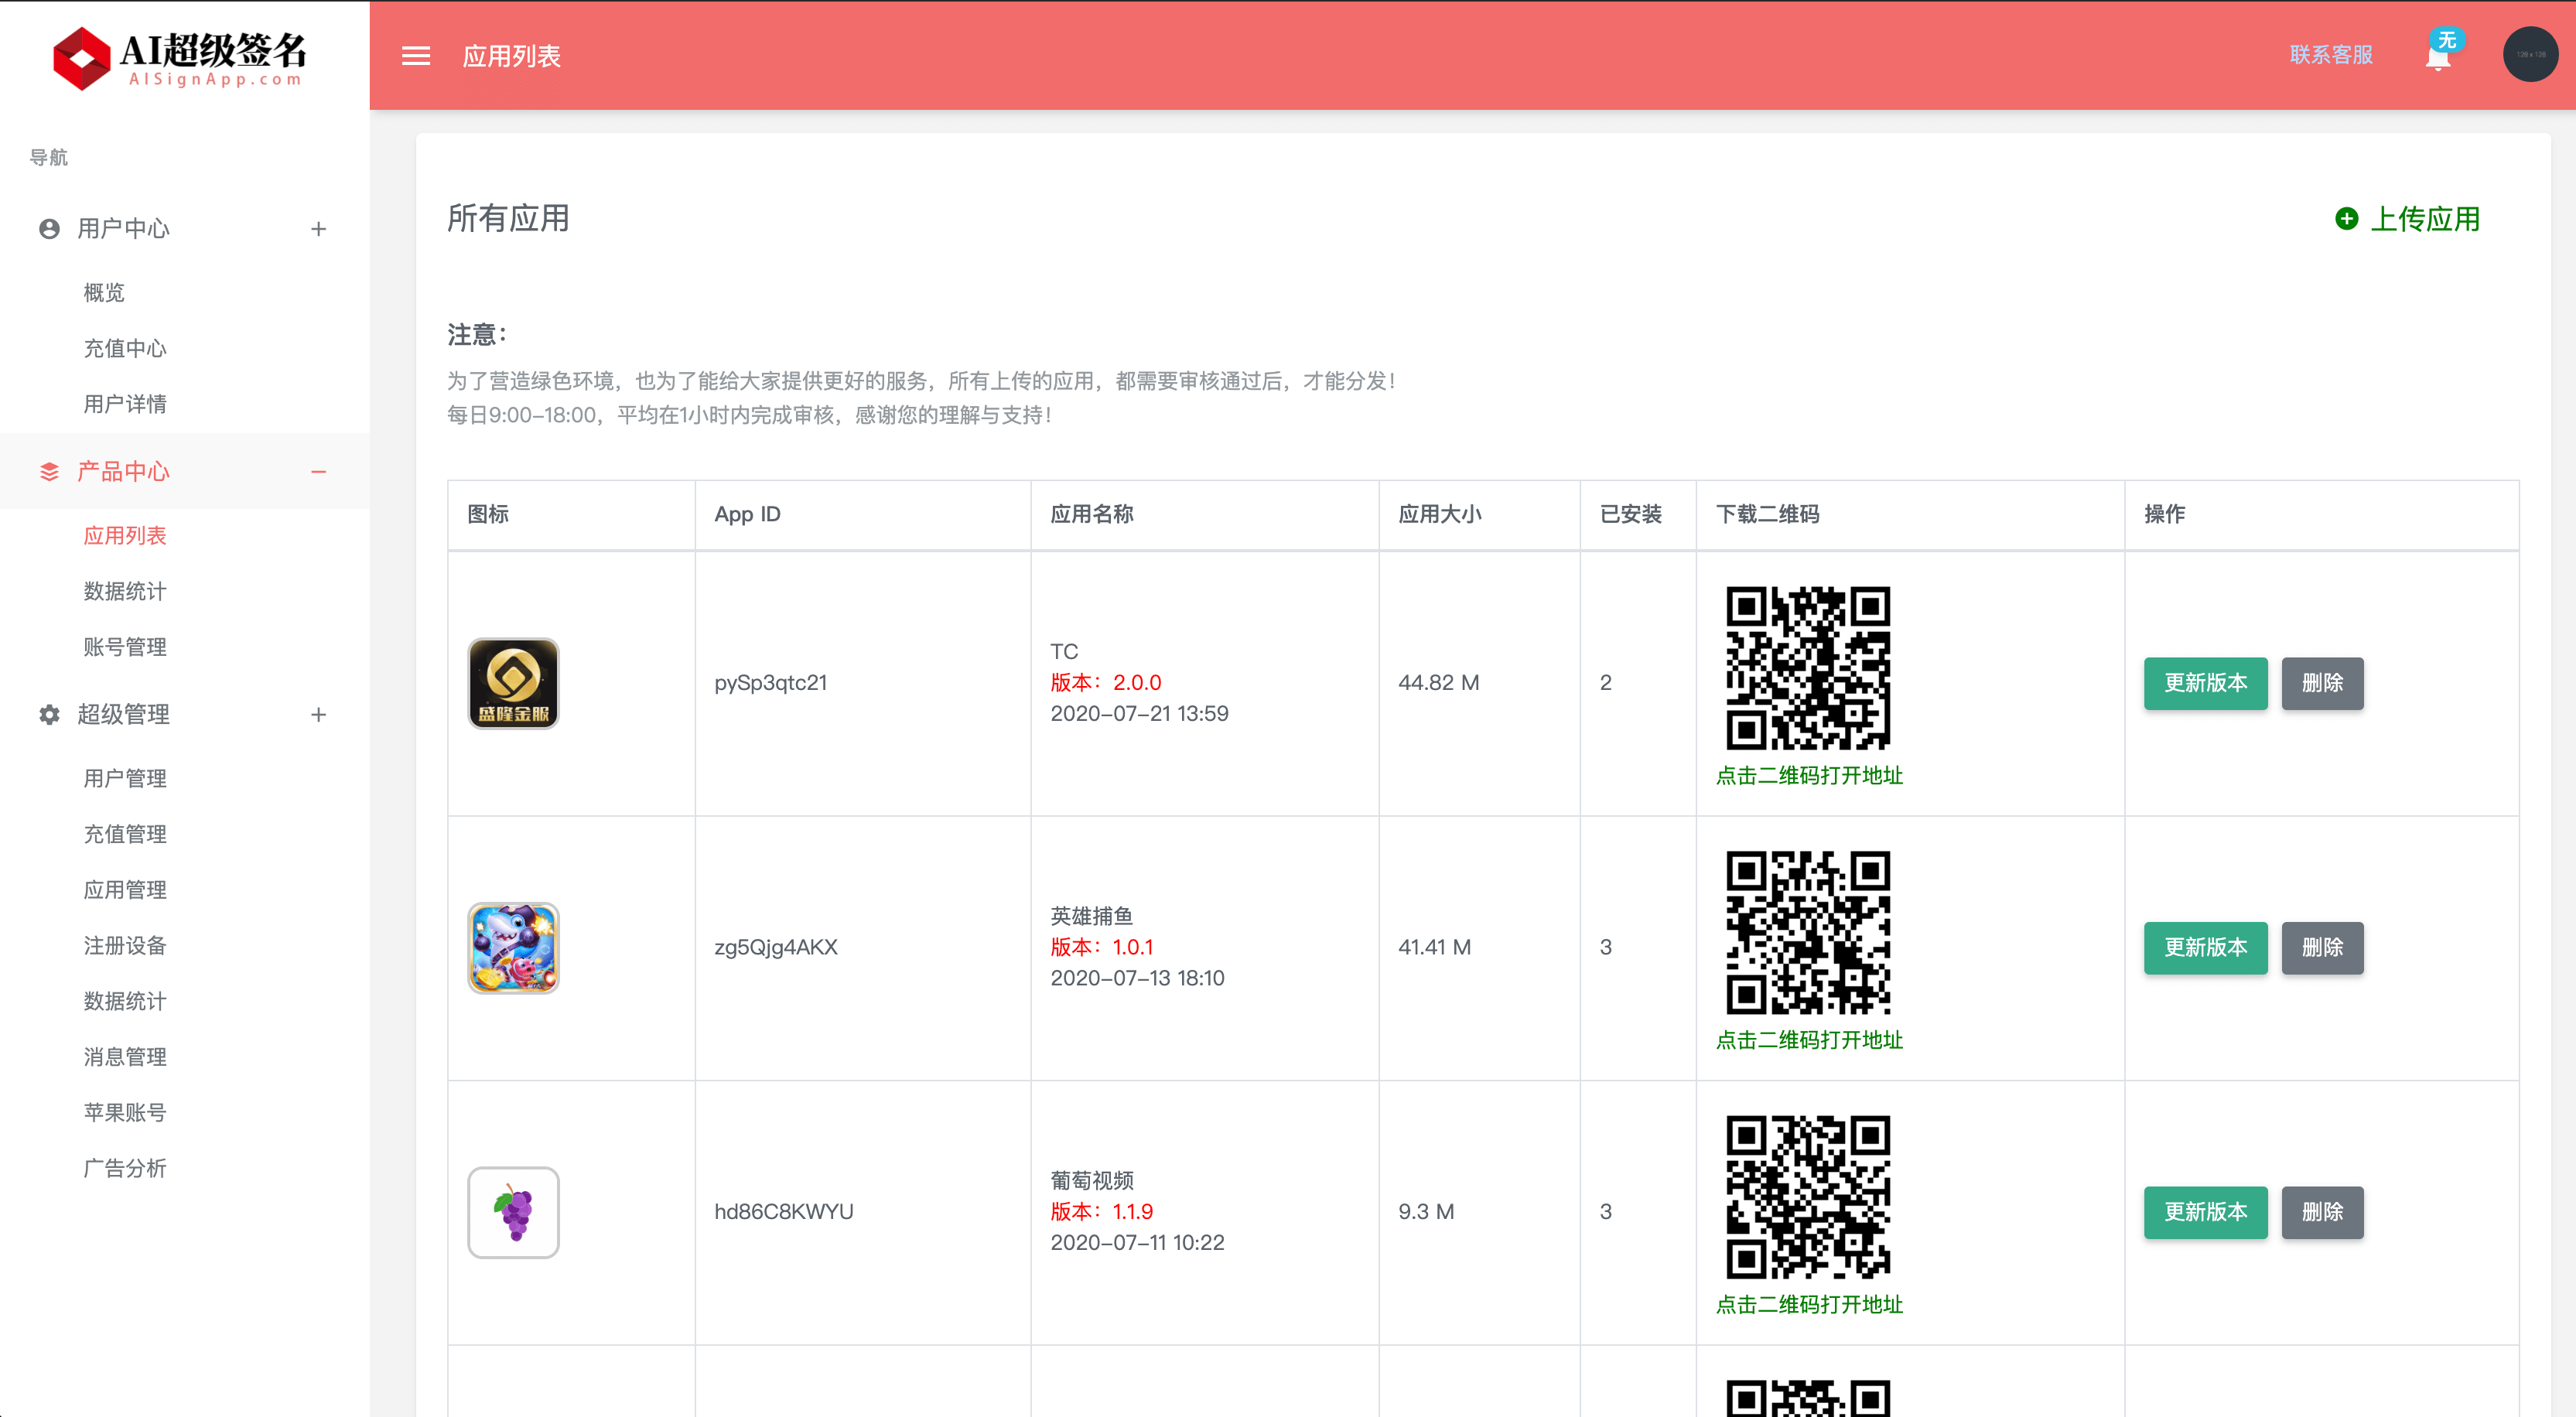 AI超级签名
AISignApp.com
应用列表
联系客服
无
128 x 128
导航
用户中心
概览
充值中心
用户详情
产品中心
应用列表
数据统计
账号管理
超级管理
用户管理
充值管理
应用管理
注册设备
数据统计
消息管理
苹果账号
广告分析
所有应用
上传应用
注意：
为了营造绿色环境，也为了能给大家提供更好的服务，所有上传的应用，都需要审核通过后，才能分发！
每日9:00-18:00，平均在1小时内完成审核，感谢您的理解与支持！
图标 App ID 应用名称 应用大小 已安装 下载二维码 操作
盛隆金服
pySp3qtc21
TC
版本：2.0.0
2020-07-21 13:59
44.82 M
2
点击二维码打开地址
更新版本 删除
zg5Qjg4AKX
英雄捕鱼
版本：1.0.1
2020-07-13 18:10
41.41 M
3
点击二维码打开地址
更新版本 删除
hd86C8KWYU
葡萄视频
版本：1.1.9
2020-07-11 10:22
9.3 M
3
点击二维码打开地址
更新版本 删除